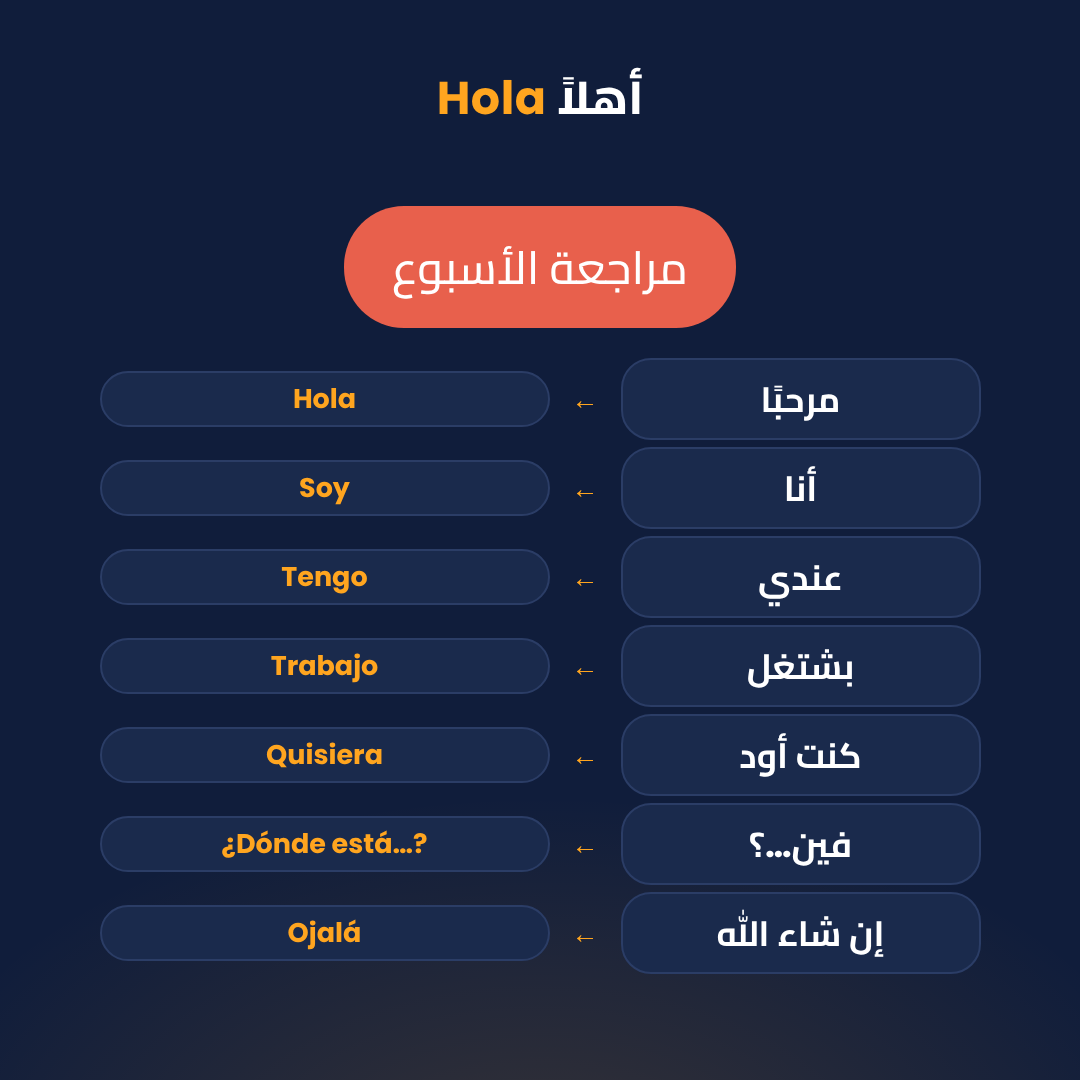 أهلاً Hola
مراجعة الأسبوع
مرحبًا ← Hola
أنا ← Soy
عندي ← Tengo
بشتغل ← Trabajo
كنت أود ← Quisiera
فين...؟ ← ¿Dónde está...?
إن شاء الله ← Ojalá